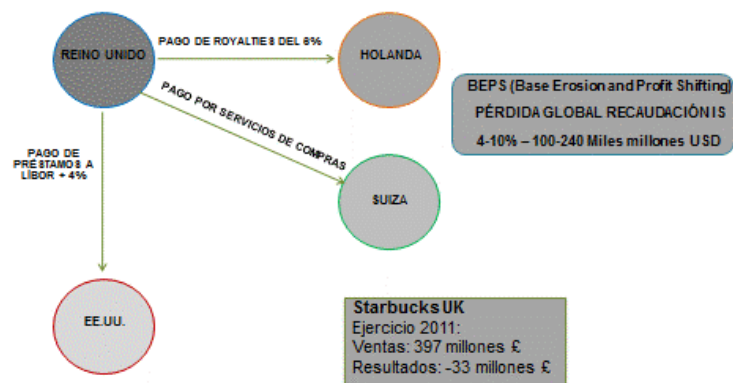 REINO UNIDO
PAGO DE ROYALTIES DEL 6%
HOLANDA
BEPS (Base Erosion and Profit Shifting)
PÉRDIDA GLOBAL RECAUDACIÓN IS
4-10% – 100-240 Miles millones USD
PAGO POR SERVICIOS DE COMPRAS
PAGO DE
PRÉSTAMOS A
LÍBOR + 4%
SUIZA
EE.UU.
Starbucks UK
Ejercicio 2011:
Ventas: 397 millones £
Resultados: -33 millones £